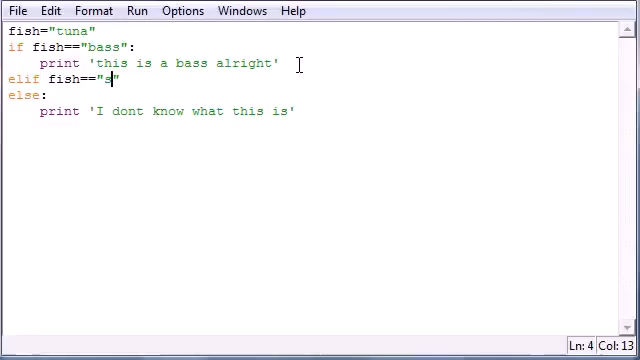 File Edit Format Run Options Windows Help
fish="tuna"
if fish=="bass":
    print 'this is a bass alright'
elif fish=="s"
else:
    print 'I dont know what this is'
Ln: 4 Col: 13